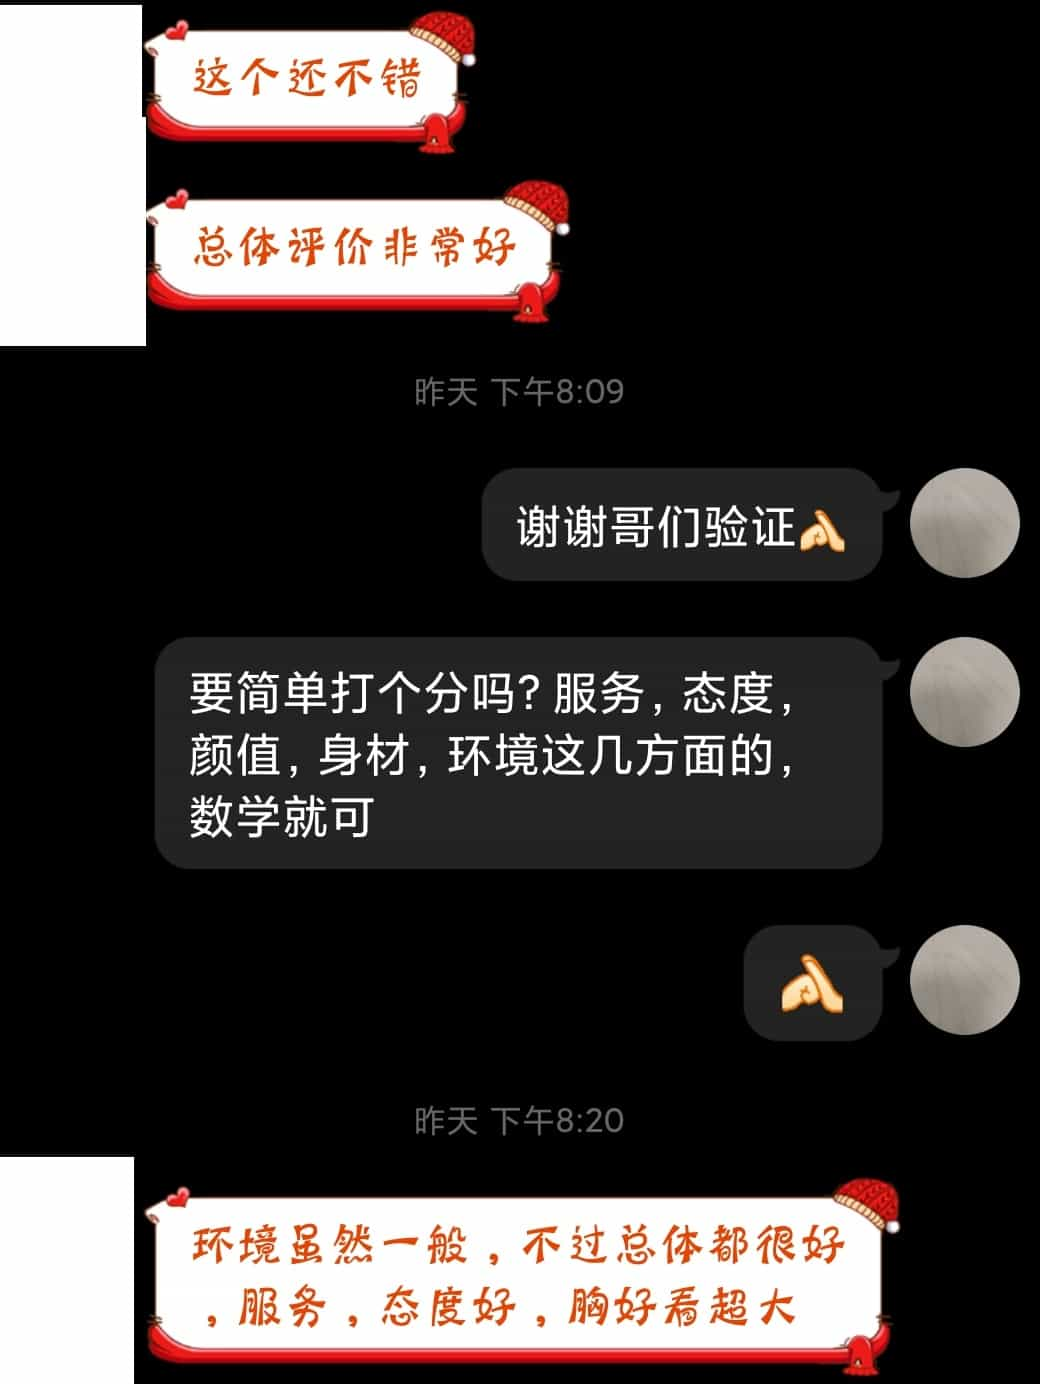 这个还不错
总体评价非常好
昨天 下午8:09
谢谢哥们验证
要简单打个分吗？服务，态度，
颜值，身材，环境这几方面的，
数学就可
昨天 下午8:20
环境虽然一般，不过总体都很好
，服务，态度好，胸好看超大